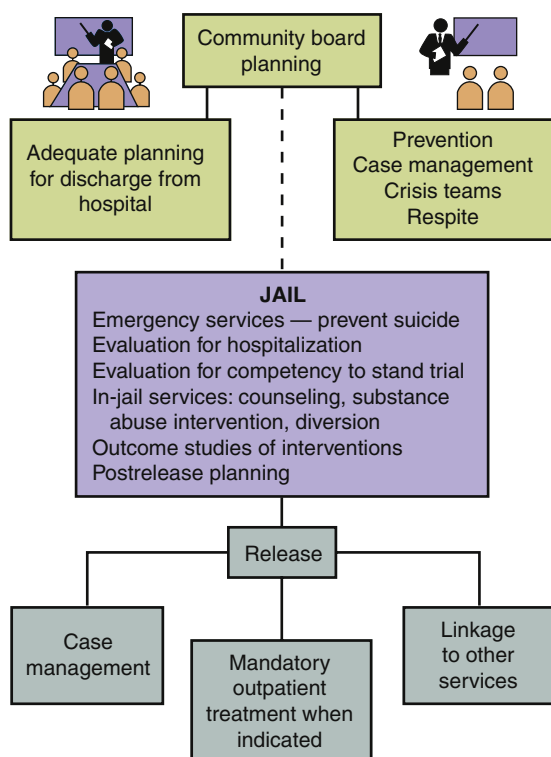 Community board
planning
Adequate planning
for discharge from
hospital
Prevention
Case management
Crisis teams
Respite
JAIL
Emergency services — prevent suicide
Evaluation for hospitalization
Evaluation for competency to stand trial
In-jail services: counseling, substance
abuse intervention, diversion
Outcome studies of interventions
Postrelease planning
Release
Case
management
Mandatory
outpatient
treatment when
indicated
Linkage
to other
services